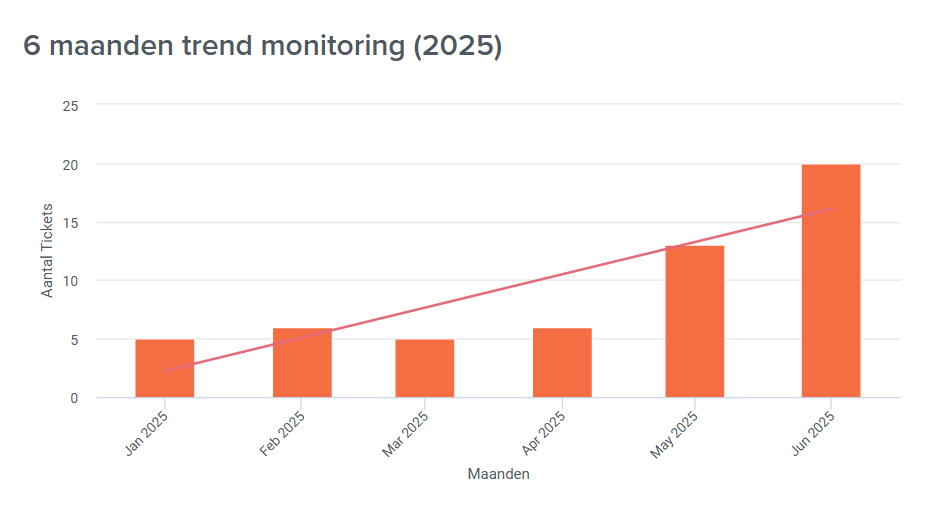 6 maanden trend monitoring (2025)
25
20
15
10
5
0
Aantal Tickets
Jan 2025
Feb 2025
Mar 2025
Apr 2025
May 2025
Jun 2025
Maanden